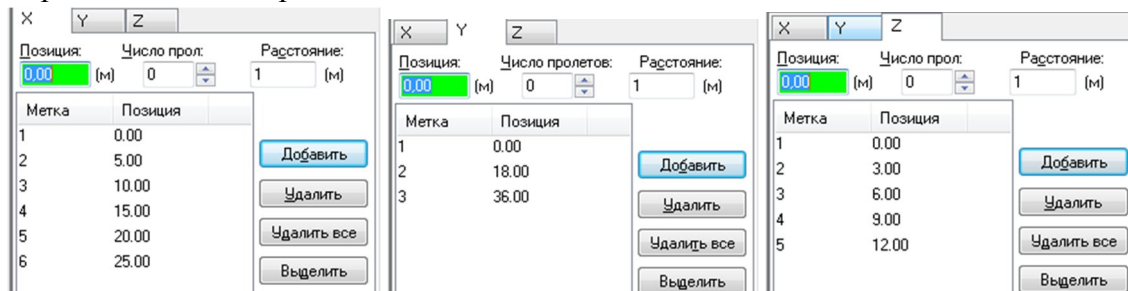 X Y Z
Позиция: Число прол: Расстояние:
0,00 (м) 0 1 (м)
Метка Позиция
1 0.00
2 5.00
3 10.00
4 15.00
5 20.00
6 25.00
Добавить
Удалить
Удалить все
Выделить
X Y Z
Позиция: Число пролетов: Расстояние:
0,00 (м) 0 1 (м)
Метка Позиция
1 0.00
2 18.00
3 36.00
Добавить
Удалить
Удалить все
Выделить
X Y Z
Позиция: Число прол: Расстояние:
0,00 (м) 0 1 (м)
Метка Позиция
1 0.00
2 3.00
3 6.00
4 9.00
5 12.00
Добавить
Удалить
Удалить все
Выделить